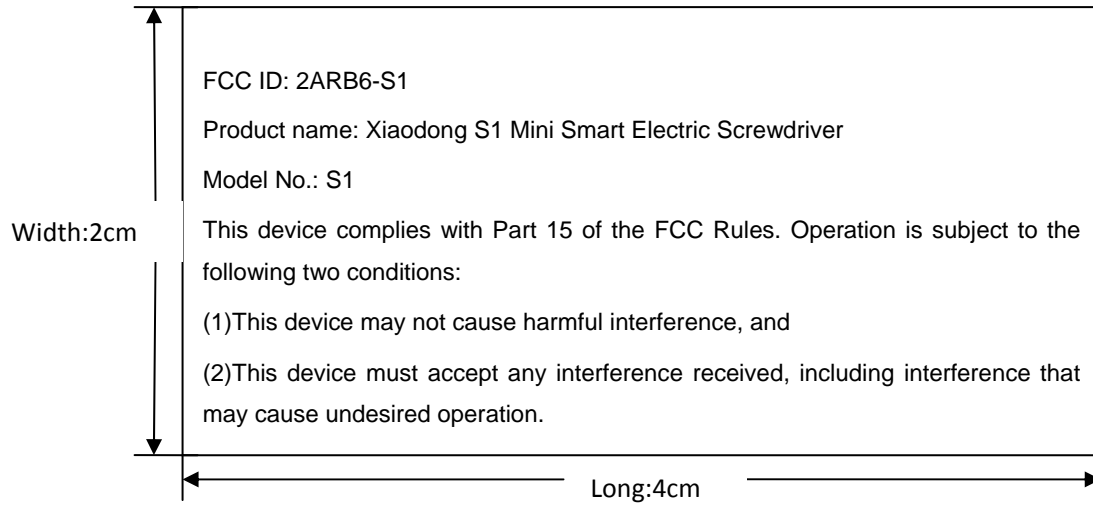 FCC ID: 2ARB6-S1
Product name: Xiaodong S1 Mini Smart Electric Screwdriver
Model No.: S1
Width:2cm
This device complies with Part 15 of the FCC Rules. Operation is subject to the
following two conditions:
(1)This device may not cause harmful interference, and
(2)This device must accept any interference received, including interference that
may cause undesired operation.
Long:4cm